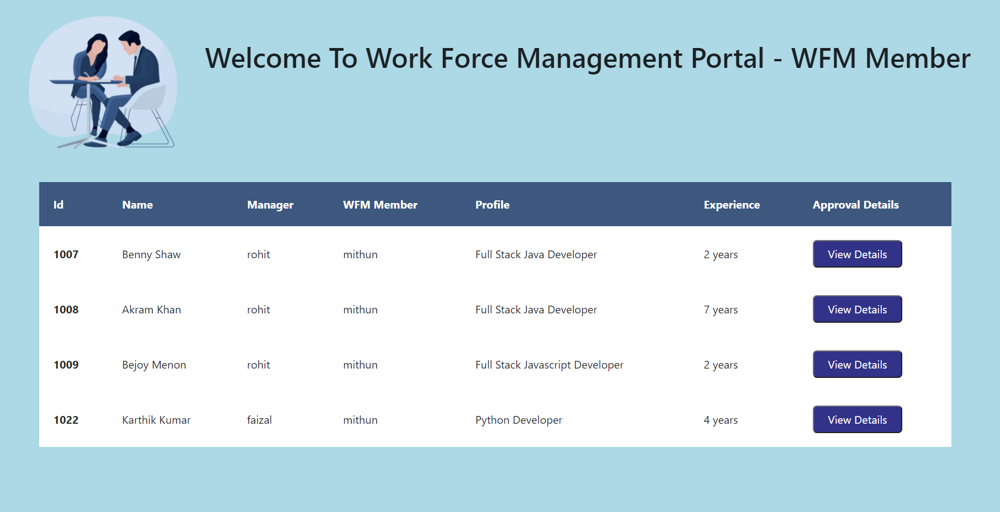 Welcome To Work Force Management Portal - WFM Member
Id Name Manager WFM Member Profile Experience Approval Details
1007 Benny Shaw rohit mithun Full Stack Java Developer 2 years View Details
1008 Akram Khan rohit mithun Full Stack Java Developer 7 years View Details
1009 Bejoy Menon rohit mithun Full Stack Javascript Developer 2 years View Details
1022 Karthik Kumar faizal mithun Python Developer 4 years View Details